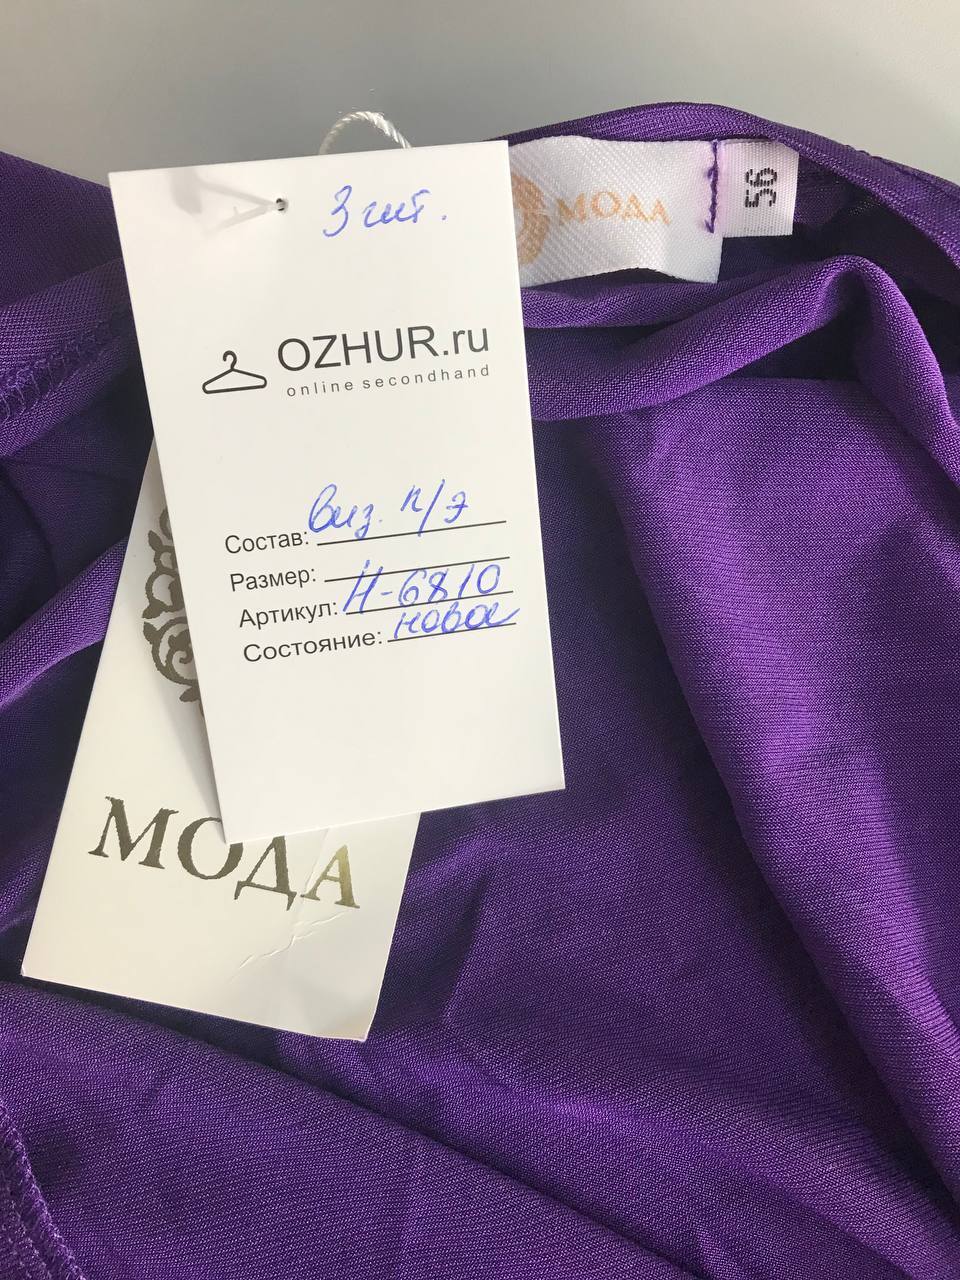 3 шт.
МОДА
56
OZHUR.ru
online secondhand
Состав: виз. п/э
Размер:
Артикул: Н-6810
Состояние: новое
МОДА